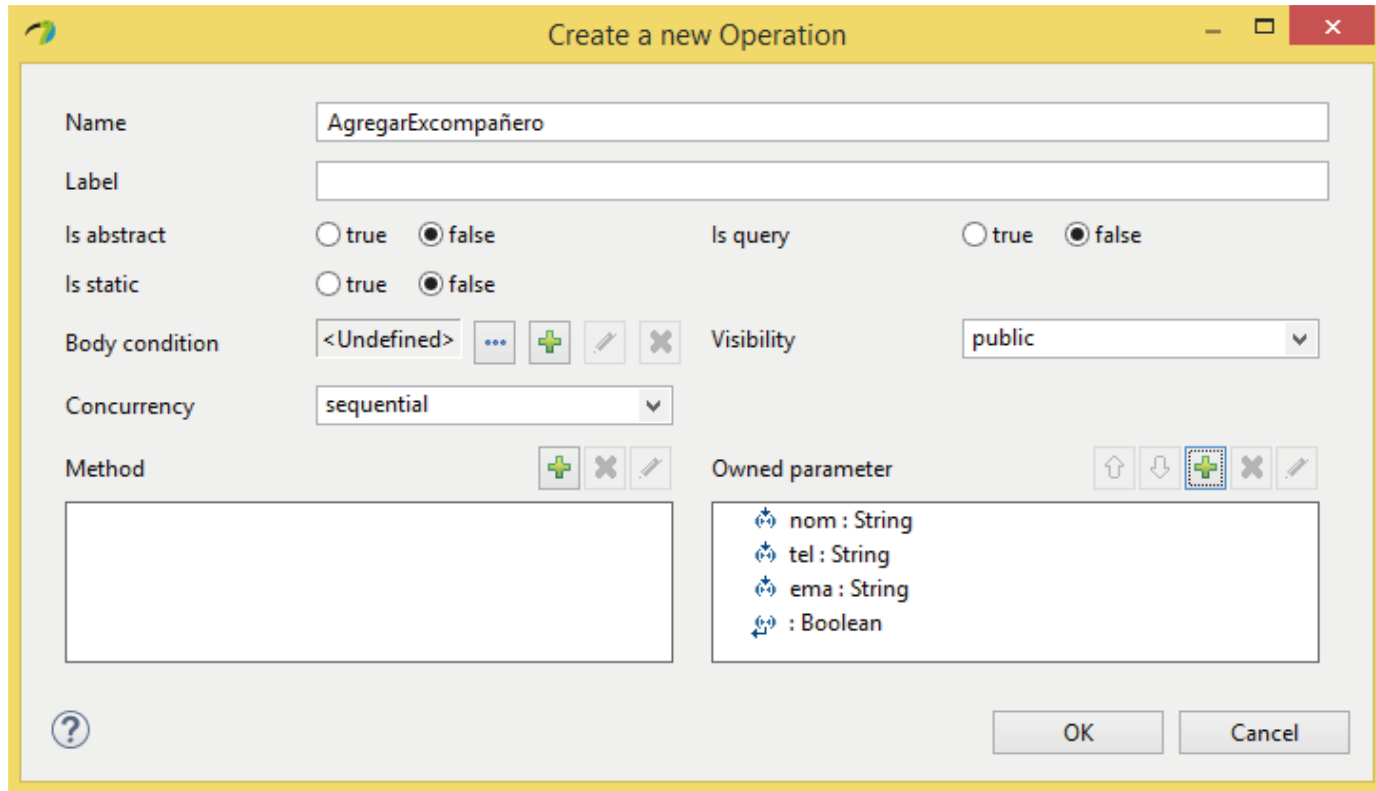 Create a new Operation
Name AgregarExcompañero
Label
Is abstract true false Is query true false
Is static true false
Body condition <Undefined> Visibility public
Concurrency sequential
Method Owned parameter
nom : String
tel : String
ema : String
: Boolean
? OK Cancel